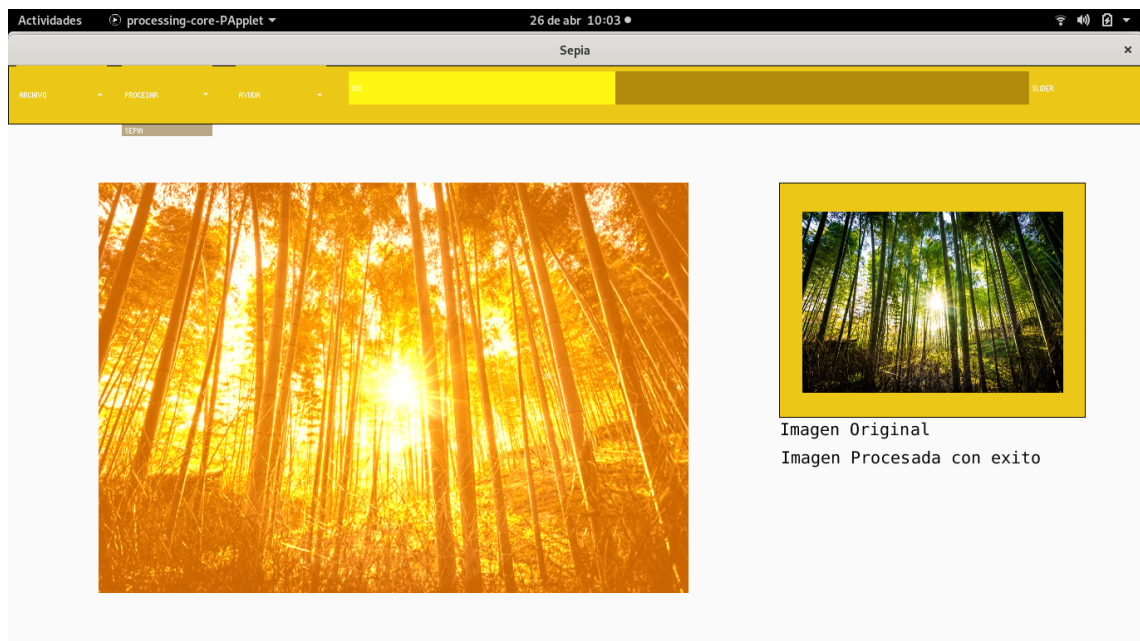 Actividades processing-core-PApplet 26 de abr 10:03
Sepia
ARCHIVO PROCESAR AYUDA 100 SLIDER
SEPIA
Imagen Original
Imagen Procesada con exito